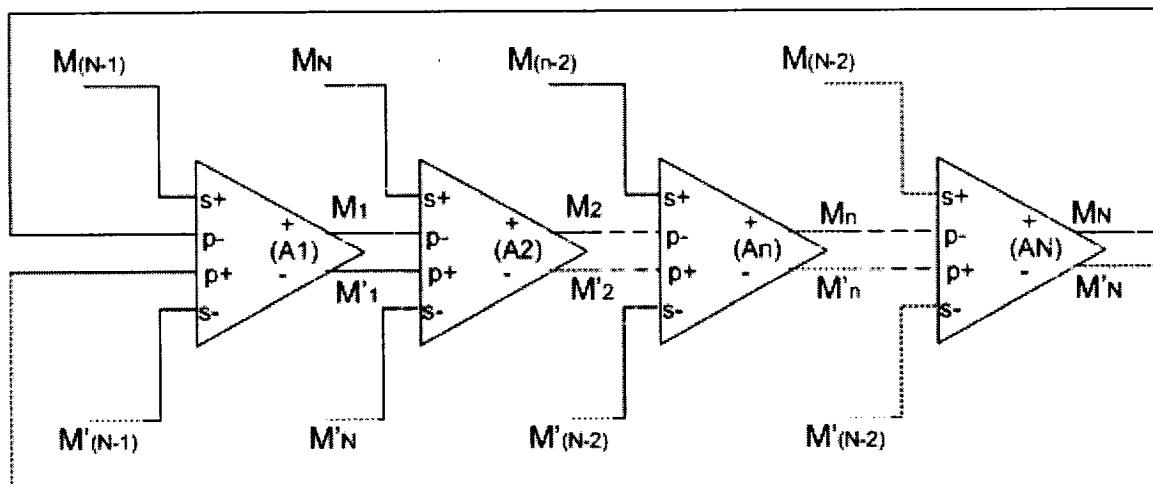 M(N-1) MN M(n-2) M(N-2)
s+ s+ s+ s+
M1 M2 Mn MN
p- + p- + p- + p- +
(A1) (A2) (An) (AN)
p+ - p+ - p+ - p+ -
M'1 M'2 M'n M'N
s- s- s- s-
M'(N-1) M'N M'(N-2) M'(N-2)